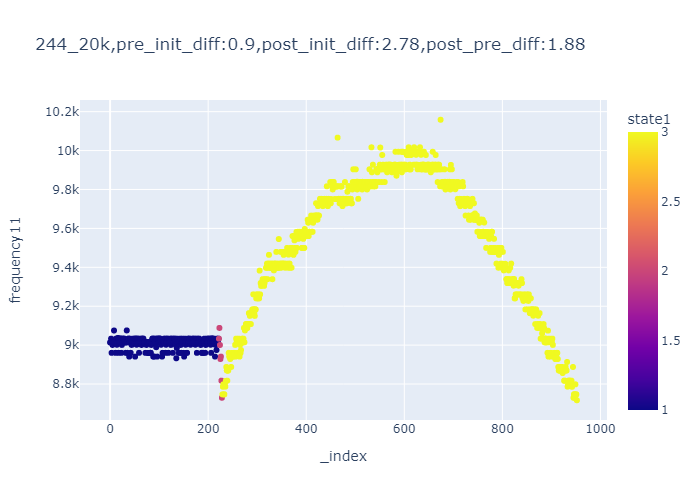 244_20k,pre_init_diff:0.9,post_init_diff:2.78,post_pre_diff:1.88
state1
10.2k
10k
9.8k
9.6k
9.4k
9.2k
9k
8.8k
frequency11
0
200
400
600
800
1000
_index
3
2.5
2
1.5
1